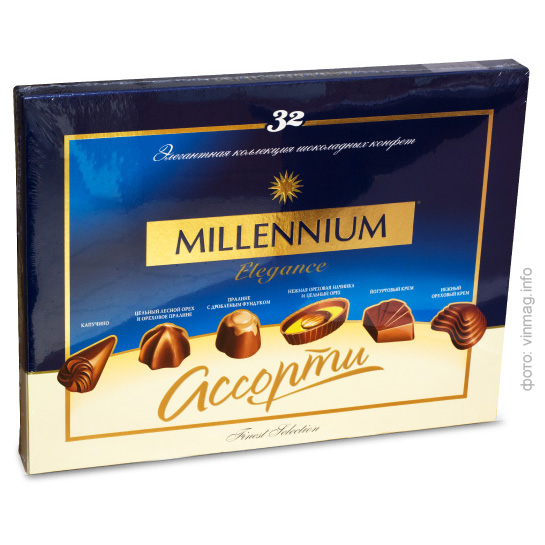 32
Элегантная коллекция шоколадных конфет
MILLENNIUM
Elegance
КАПУЧИНО
ЦЕЛЬНЫЙ ЛЕСНОЙ ОРЕХ
И ОРЕХОВОЕ ПРАЛИНЕ
ПРАЛИНЕ
С ДРОБЛЕНЫМ ФУНДУКОМ
НЕЖНАЯ ОРЕХОВАЯ НАЧИНКА
И ЦЕЛЬНЫЙ ОРЕХ
ЙОГУРТОВЫЙ КРЕМ
НЕЖНЫЙ
ОРЕХОВЫЙ КРЕМ
Ассорти
Finest Selection
фото: vinmag.info